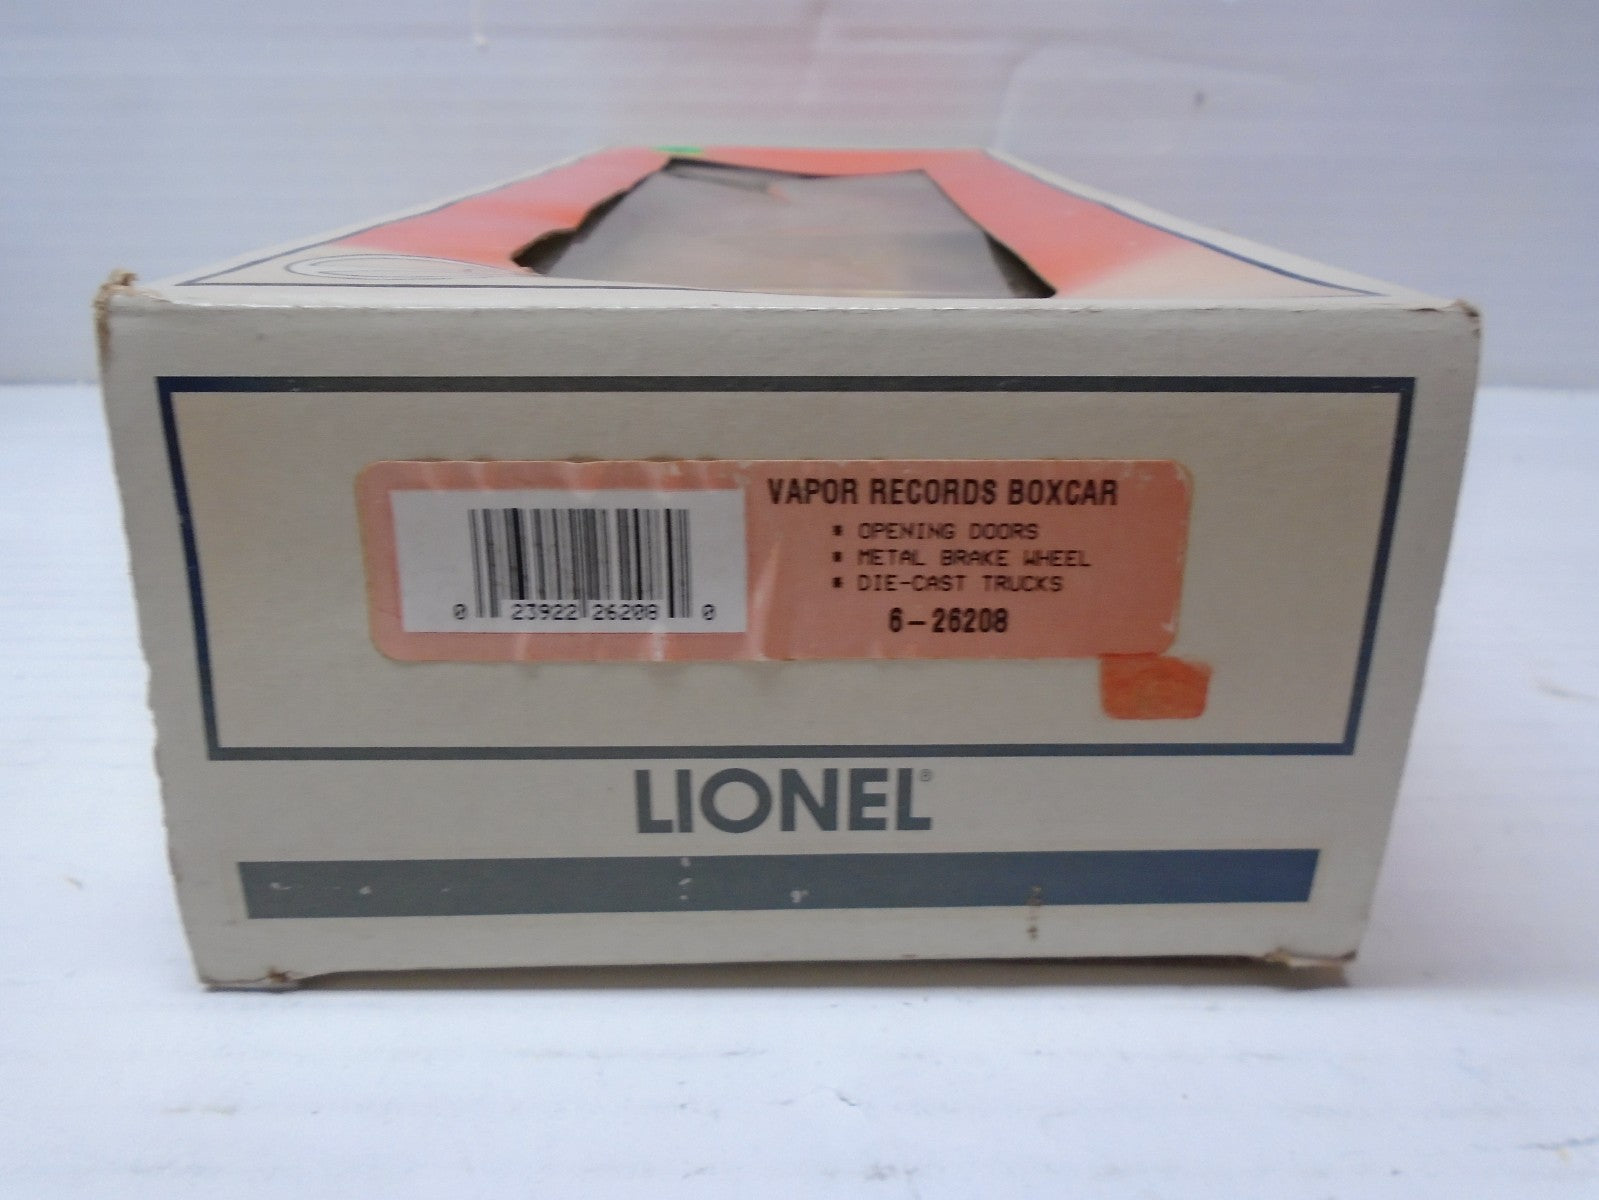 VAPOR RECORDS BOXCAR
▪ OPENING DOORS
▪ METAL BRAKE WHEEL
▪ DIE-CAST TRUCKS
6-26208
0 23922 26208 0
LIONEL®